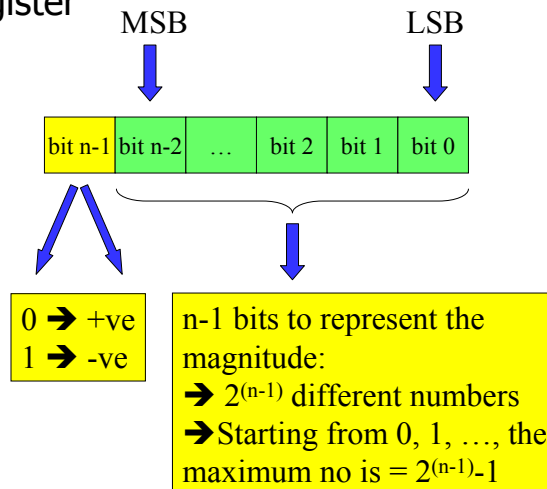 MSB LSB
bit n-1 bit n-2 … bit 2 bit 1 bit 0
0 ➔ +ve
1 ➔ -ve
n-1 bits to represent the
magnitude:
➔ 2⁽ⁿ⁻¹⁾ different numbers
➔Starting from 0, 1, …, the
maximum no is = 2⁽ⁿ⁻¹⁾-1